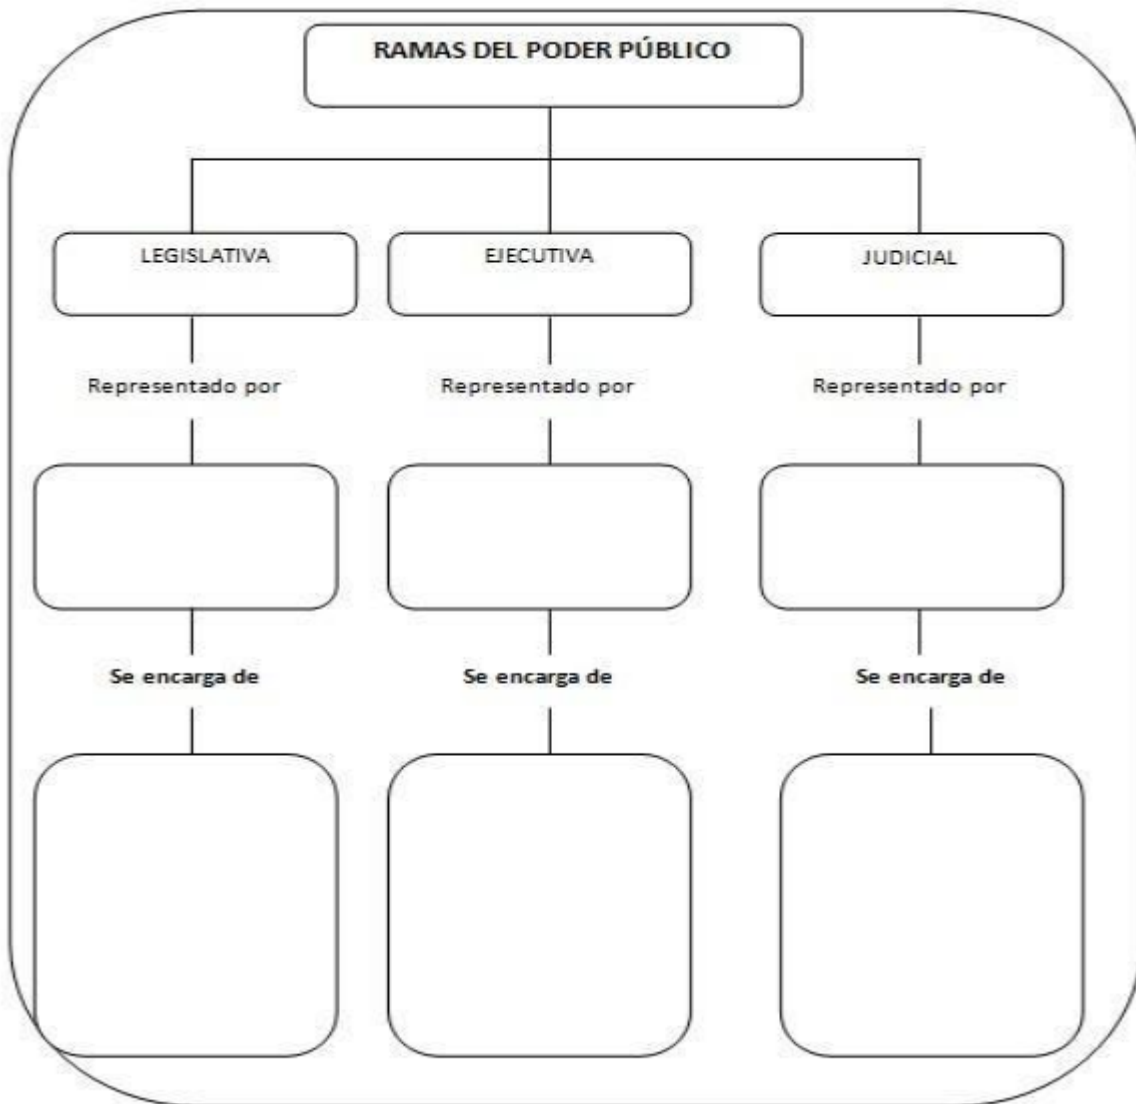 RAMAS DEL PODER PÚBLICO
LEGISLATIVA
EJECUTIVA
JUDICIAL
Representado por
Representado por
Representado por
Se encarga de
Se encarga de
Se encarga de